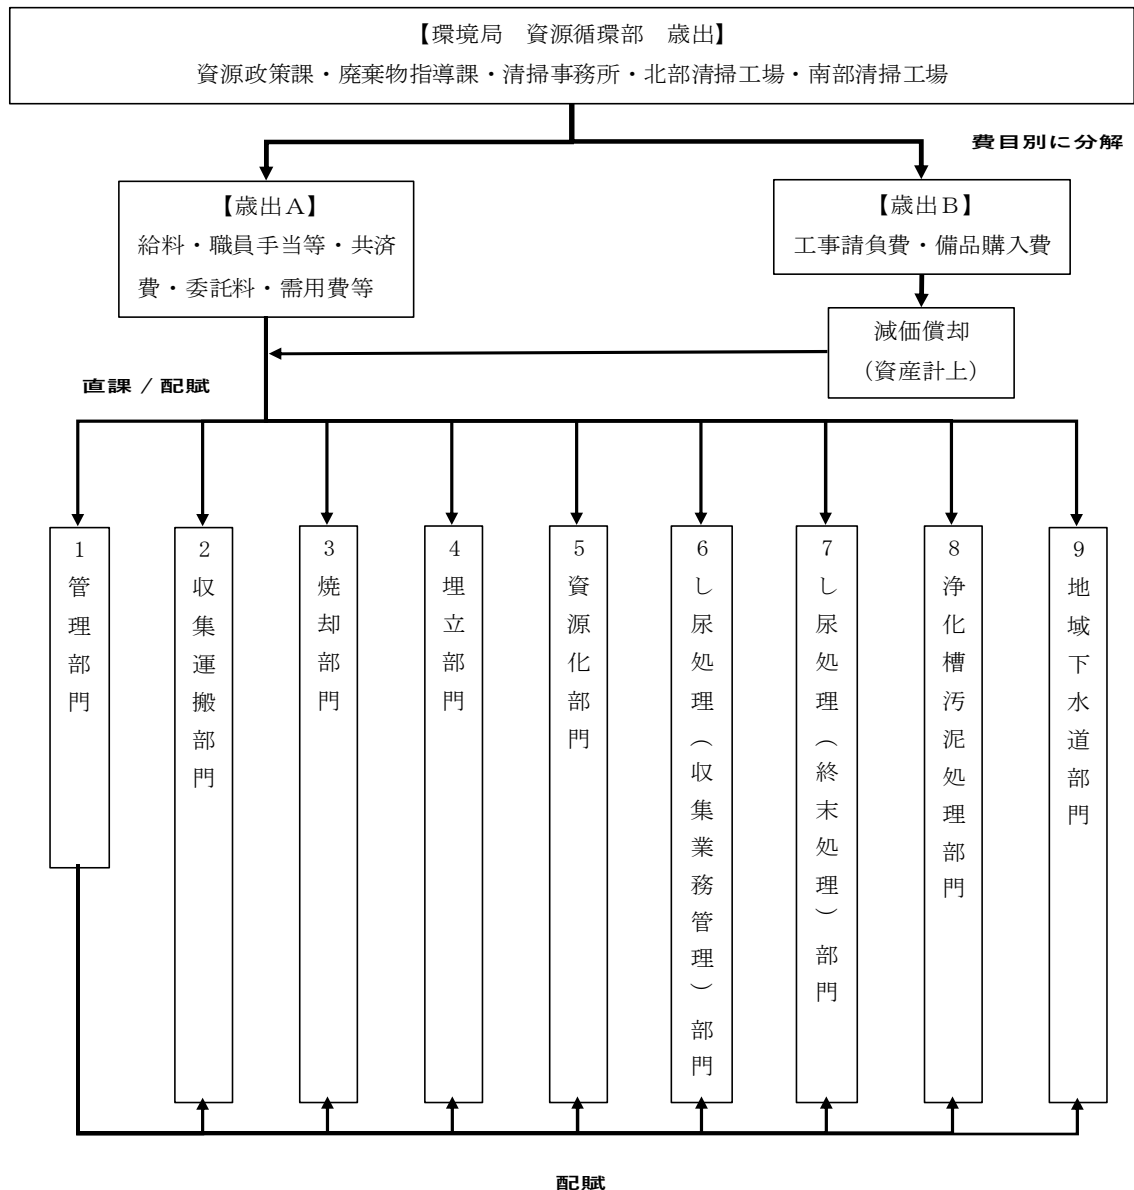 【環境局　資源循環部　歳出】
資源政策課・廃棄物指導課・清掃事務所・北部清掃工場・南部清掃工場
費目別に分解
【歳出A】
給料・職員手当等・共済
費・委託料・需用費等
【歳出B】
工事請負費・備品購入費
減価償却
（資産計上）
直課 / 配賦
1管理部門
2収集運搬部門
3焼却部門
4埋立部門
5資源化部門
6し尿処理（収集業務管理）部門
7し尿処理（終末処理）部門
8浄化槽汚泥処理部門
9地域下水道部門
配賦